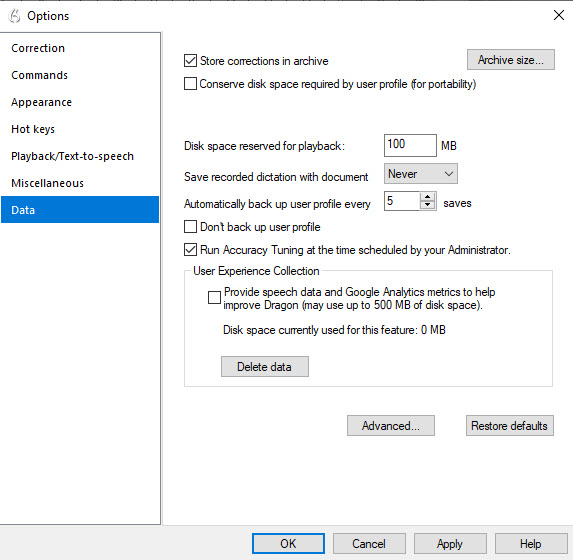 Options
Correction
Commands
Appearance
Hot keys
Playback/Text-to-speech
Miscellaneous
Data
Store corrections in archive
Archive size...
Conserve disk space required by user profile (for portability)
Disk space reserved for playback: 100 MB
Save recorded dictation with document Never
Automatically back up user profile every 5 saves
Don't back up user profile
Run Accuracy Tuning at the time scheduled by your Administrator.
User Experience Collection
Provide speech data and Google Analytics metrics to help
improve Dragon (may use up to 500 MB of disk space).
Disk space currently used for this feature: 0 MB
Delete data
Advanced... Restore defaults
OK Cancel Apply Help